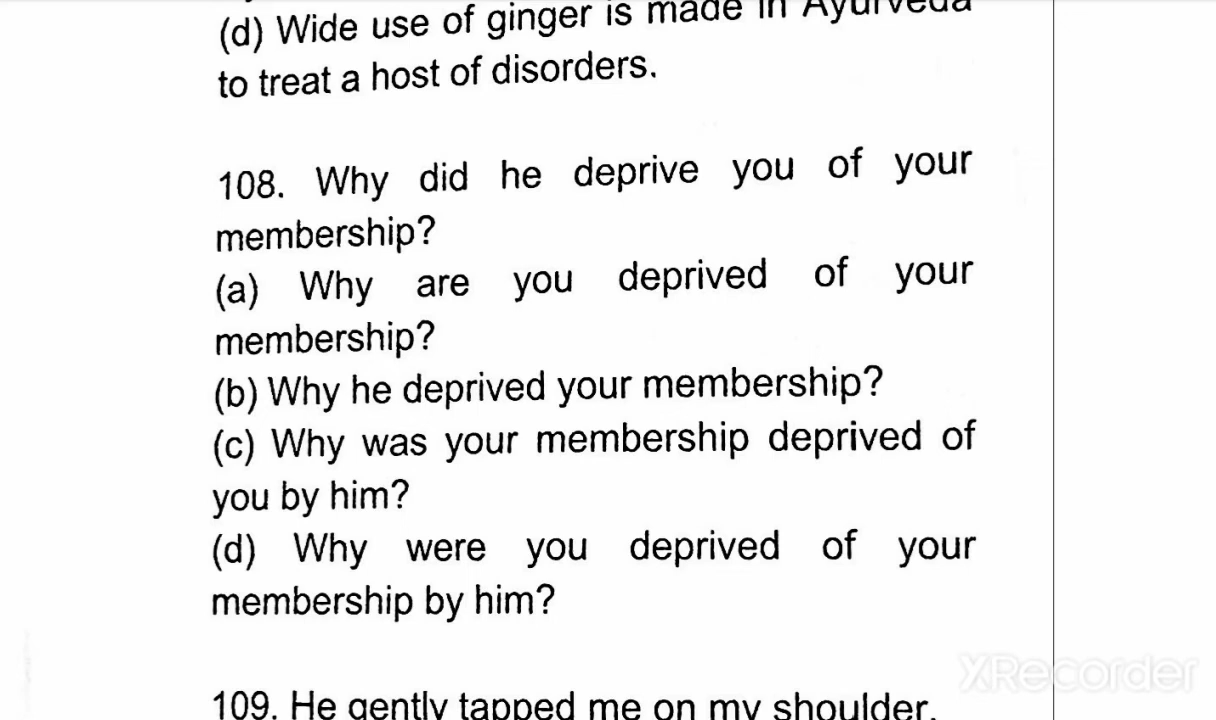 (d) Wide use of ginger is made in Ayurveda
to treat a host of disorders.
108. Why did he deprive you of your
membership?
(a) Why are you deprived of your
membership?
(b) Why he deprived your membership?
(c) Why was your membership deprived of
you by him?
(d) Why were you deprived of your
membership by him?
109. He gently tapped me on my shoulder.
XRecorder